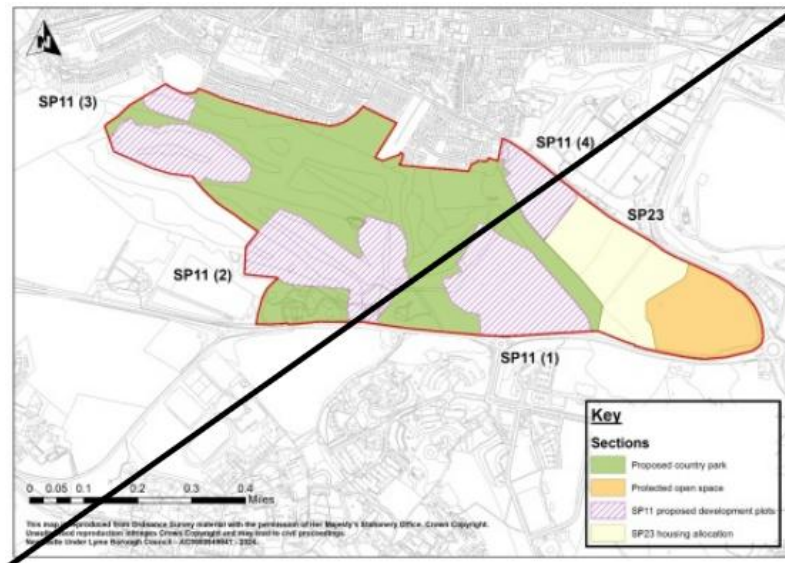 N
SP11 (3)
SP11 (4)
SP23
SP11 (2)
SP11 (1)
Key
Sections
Proposed country park
Protected open space
SP11 proposed development plots
SP23 housing allocation
0 0.05 0.1 0.2 0.3 0.4
Miles
This map is reproduced from Ordnance Survey material with the permission of Her Majesty's Stationery Office. Crown Copyright.
reproduction infringes Crown Copyright and may lead to civil proceedings.
Under Lyme Borough Council - - 2024.